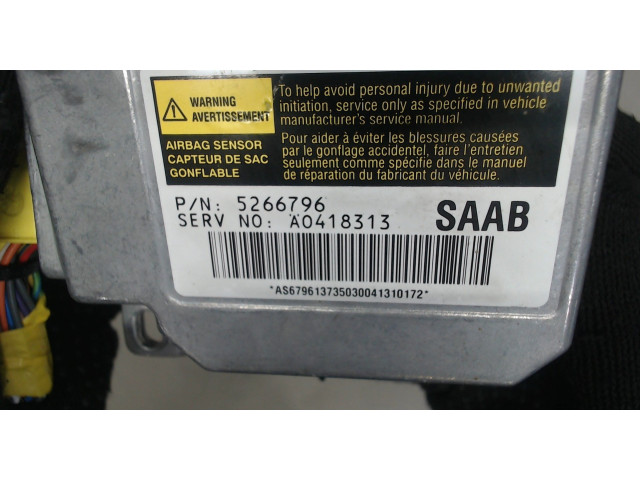 WARNING
AVERTISSEMENT
AIRBAG SENSOR
CAPTEUR DE SAC
GONFLABLE
To help avoid personal injury due to unwanted
initiation, service only as specified in vehicle
manufacturer's service manual.
Pour aider à éviter les blessures causées
par le gonflage accidentel, faire l'entretien
seulement comme spécifie dans le manuel
de réparation du fabricant du véhicule.
P/N: 5266796
SERV NO: A0418313
SAAB
*AS679613735030041310172*